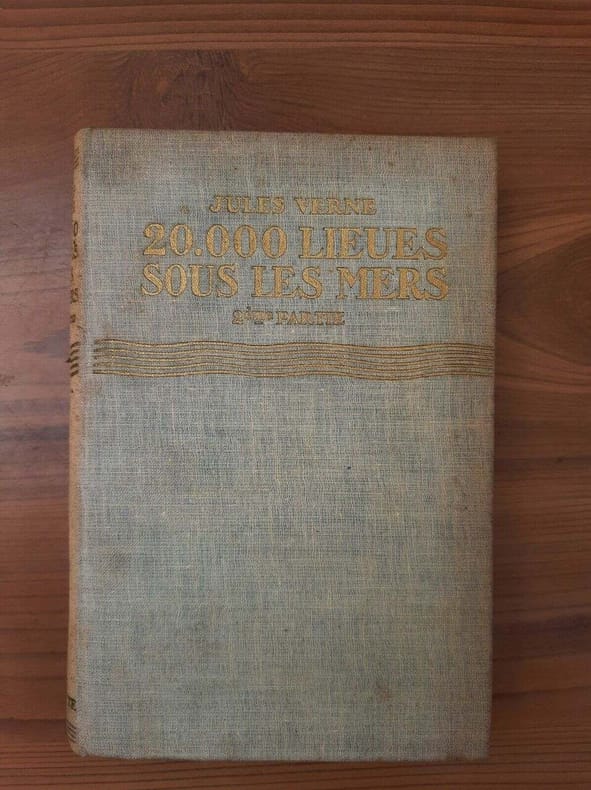 JULES VERNE
20.000 LIEUES
SOUS LES MERS
2ème PARTIE